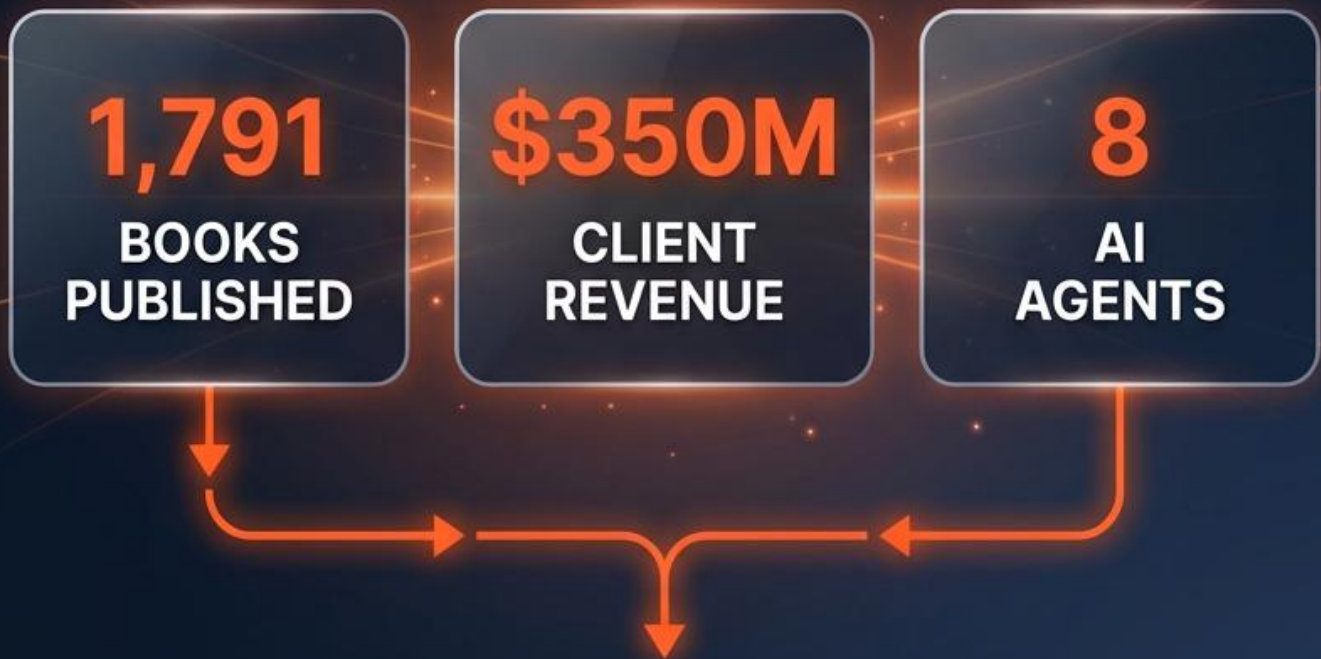 1,791
BOOKS
PUBLISHED
$350M
CLIENT
REVENUE
8
AI
AGENTS